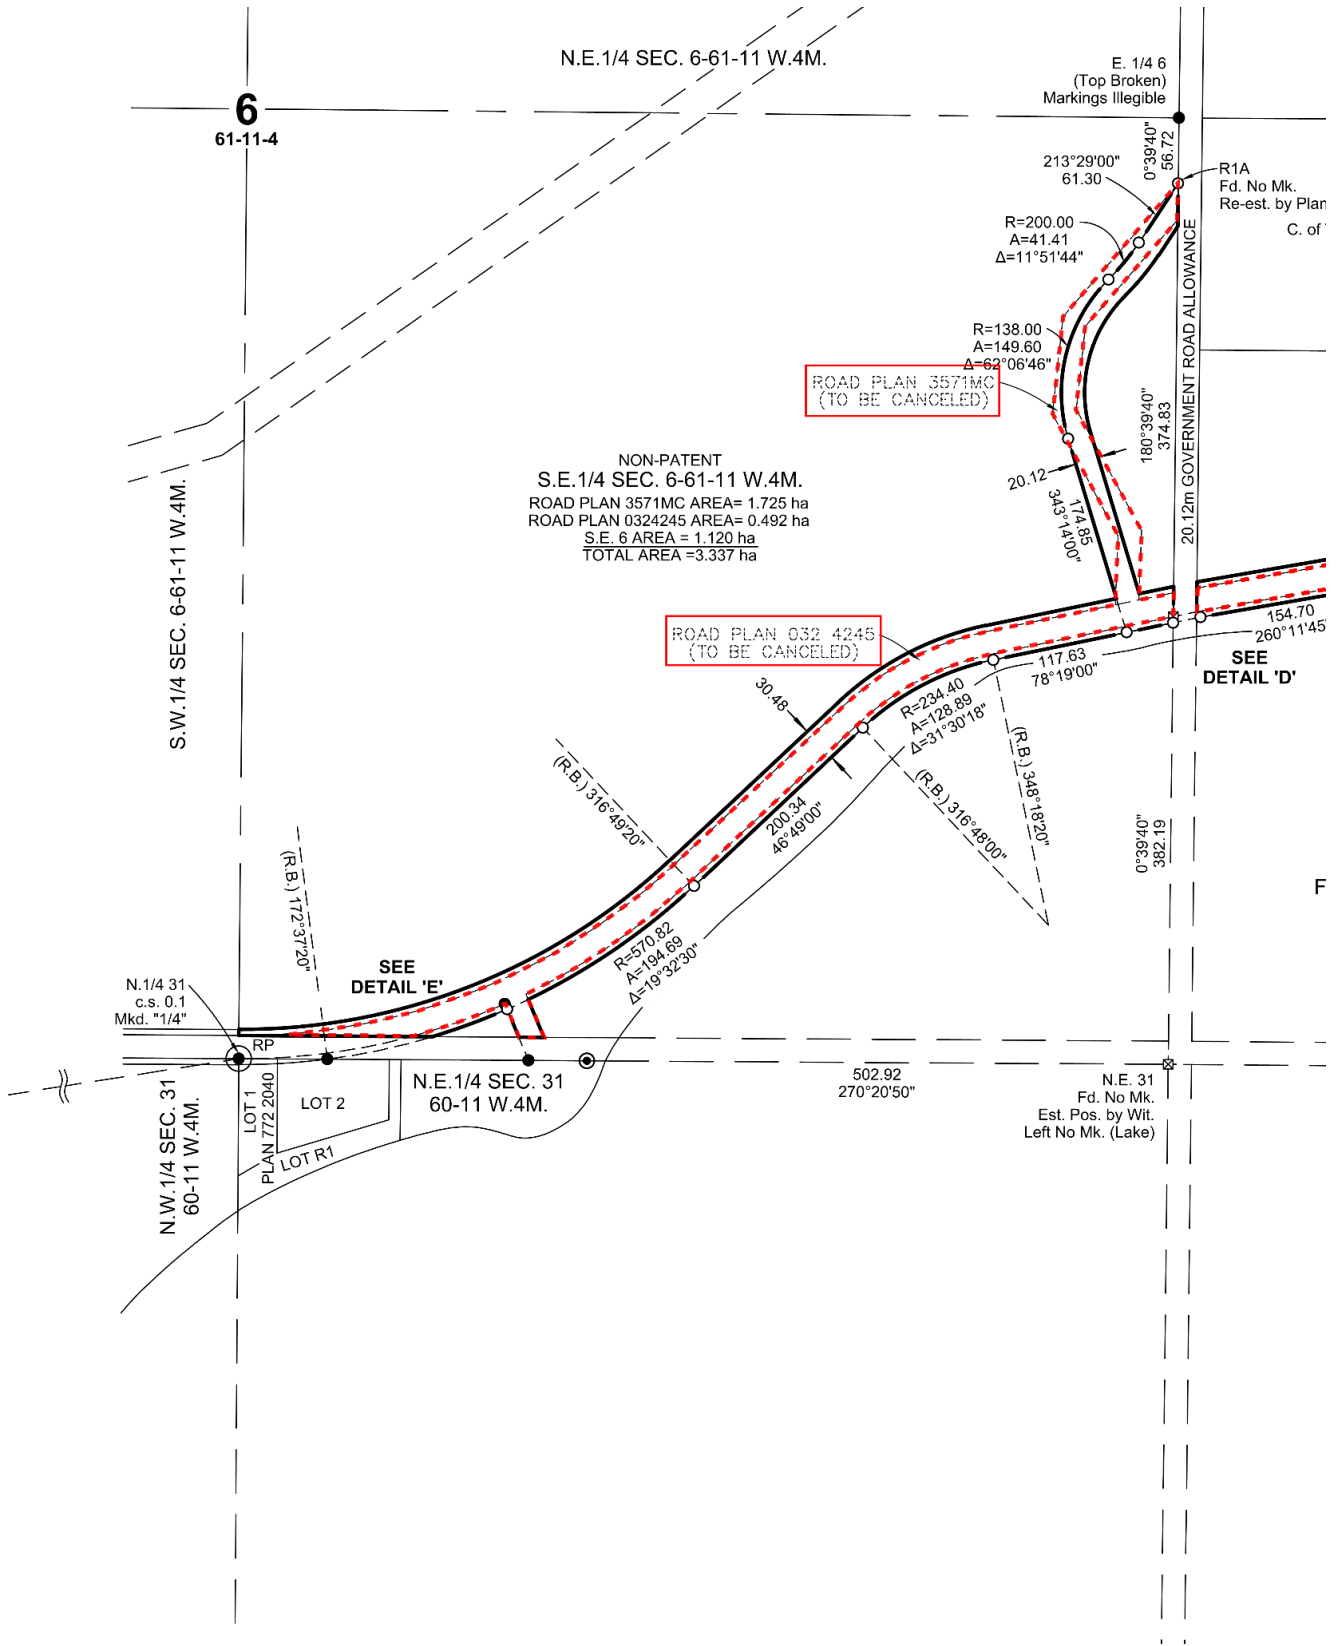 N.E.1/4 SEC. 6-61-11 W.4M.
E. 1/4 6
(Top Broken)
Markings Illegible
6
61-11-4
0°39'40"
56.72
213°29'00"
61.30
R1A
Fd. No Mk.
Re-est. by Plan
C. of
R=200.00
A=41.41
Δ=11°51'44"
R=138.00
A=149.60
Δ=62°06'46"
ROAD PLAN 3571MC
(TO BE CANCELED)
180°39'40"
374.83
20.12m GOVERNMENT ROAD ALLOWANCE
NON-PATENT
S.E.1/4 SEC. 6-61-11 W.4M.
ROAD PLAN 3571MC AREA= 1.725 ha
ROAD PLAN 0324245 AREA= 0.492 ha
S.E. 6 AREA = 1.120 ha
TOTAL AREA =3.337 ha
20.12
174.85
343°14'00"
S.W.1/4 SEC. 6-61-11 W.4M.
ROAD PLAN 032 4245
(TO BE CANCELED)
154.70
260°11'45"
SEE
DETAIL 'D'
117.63
78°19'00"
30.48
R=234.40
A=128.89
Δ=31°30'18"
(R.B.) 348°18'20"
(R.B.) 316°49'20"
(R.B.) 316°48'00"
200.34
46°49'00"
0°39'40"
382.19
F
(R.B.) 172°37'20"
R=570.82
A=194.69
Δ=19°32'30"
SEE
DETAIL 'E'
N.1/4 31
c.s. 0.1
Mkd. "1/4"
RP
N.E.1/4 SEC. 31
60-11 W.4M.
502.92
270°20'50"
N.E. 31
Fd. No Mk.
Est. Pos. by Wit.
Left No Mk. (Lake)
N.W.1/4 SEC. 31
60-11 W.4M.
LOT 1
PLAN 772 2040
LOT 2
LOT R1